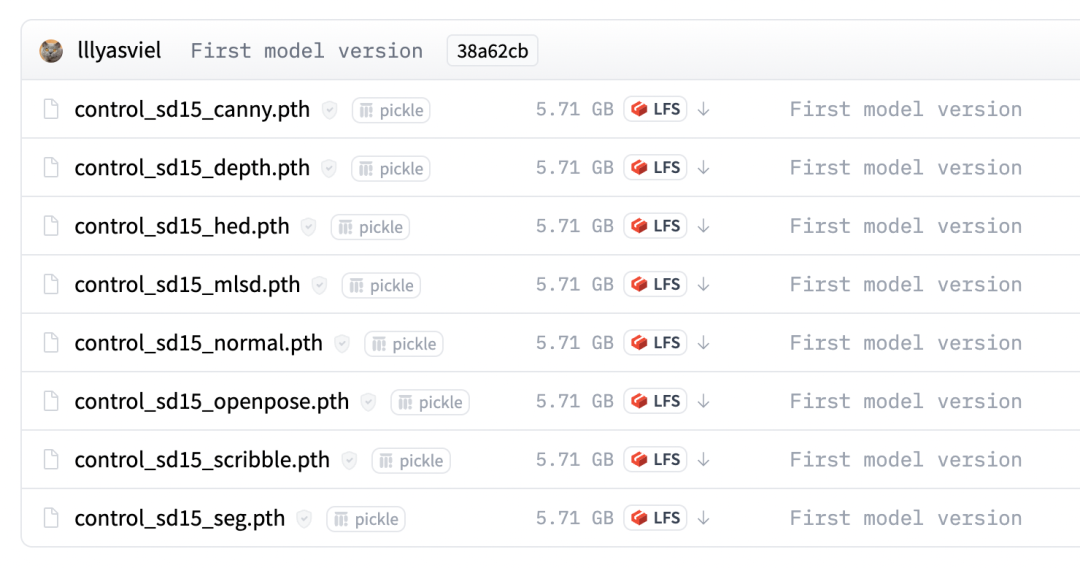 lllyasviel First model version 38a62cb
control_sd15_canny.pth pickle 5.71 GB LFS First model version
control_sd15_depth.pth pickle 5.71 GB LFS First model version
control_sd15_hed.pth pickle 5.71 GB LFS First model version
control_sd15_mlsd.pth pickle 5.71 GB LFS First model version
control_sd15_normal.pth pickle 5.71 GB LFS First model version
control_sd15_openpose.pth pickle 5.71 GB LFS First model version
control_sd15_scribble.pth pickle 5.71 GB LFS First model version
control_sd15_seg.pth pickle 5.71 GB LFS First model version